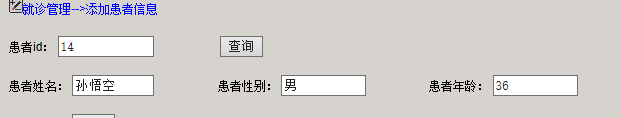 就诊管理-->添加患者信息
患者id： 14 查询
患者姓名： 孙悟空 患者性别： 男 患者年龄： 36